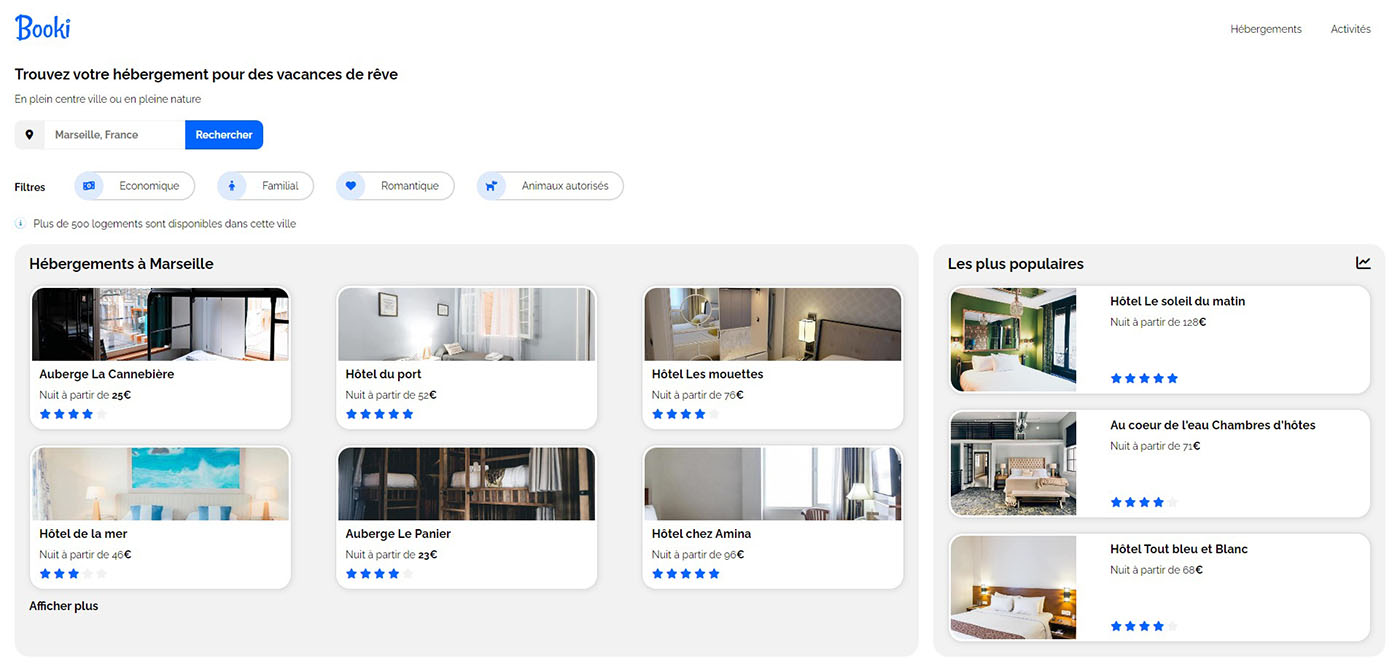 Booki
Hébergements
Activités
Trouvez votre hébergement pour des vacances de rêve
En plein centre ville ou en pleine nature
Marseille, France
Rechercher
Filtres
Economique
Familial
Romantique
Animaux autorisés
Plus de 500 logements sont disponibles dans cette ville
Hébergements à Marseille
Auberge La Cannebière
Nuit à partir de 25€
Hôtel du port
Nuit à partir de 52€
Hôtel Les mouettes
Nuit à partir de 76€
Hôtel de la mer
Nuit à partir de 46€
Auberge Le Panier
Nuit à partir de 23€
Hôtel chez Amina
Nuit à partir de 96€
Afficher plus
Les plus populaires
Hôtel Le soleil du matin
Nuit à partir de 128€
Au coeur de l'eau Chambres d'hôtes
Nuit à partir de 71€
Hôtel Tout bleu et Blanc
Nuit à partir de 68€